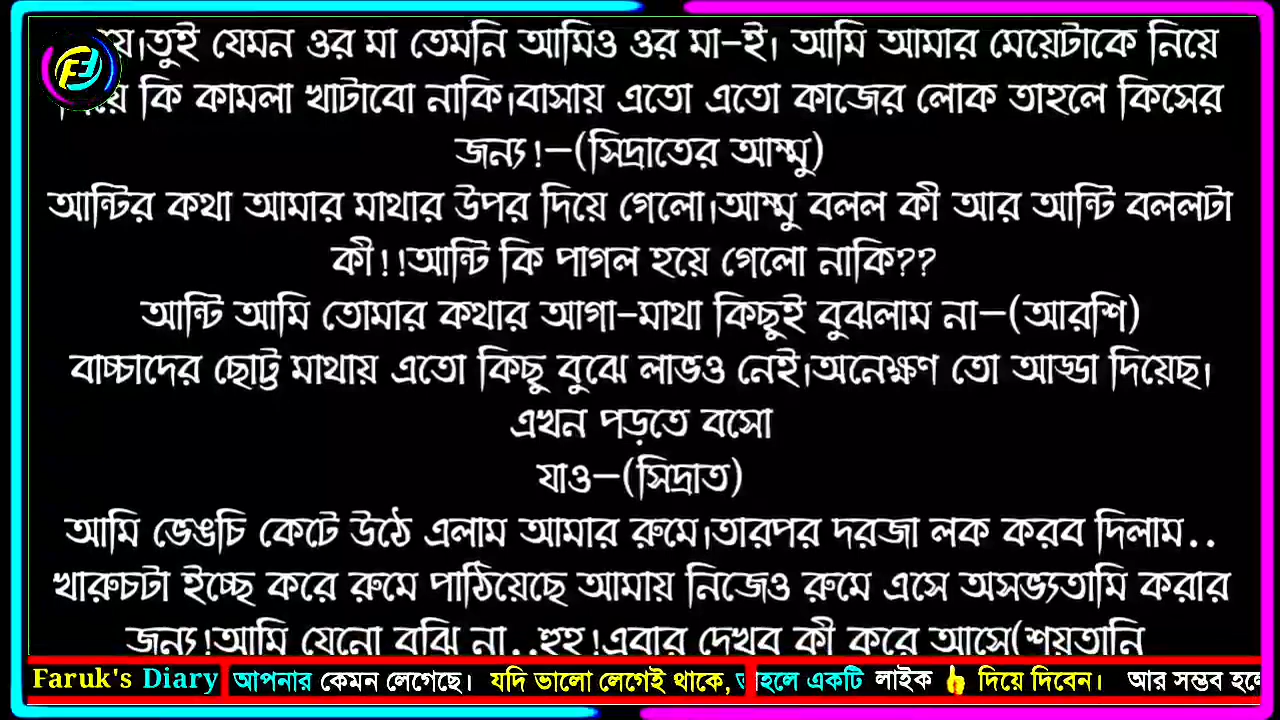 য়ে।তুই যেমন ওর মা তেমনি আমিও ওর মা-ই। আমি আমার মেয়েটাকে নিয়ে
কি কামলা খাটাবো নাকি।বাসায় এতো এতো কাজের লোক তাহলে কিসের
জন্য!-(সিদ্রাতের আম্মু)
আন্টির কথা আমার মাথার উপর দিয়ে গেলো।আম্মু বলল কী আর আন্টি বললটা
কী!!আন্টি কি পাগল হয়ে গেলো নাকি??
আন্টি আমি তোমার কথার আগা-মাথা কিছুই বুঝলাম না-(আরশি)
বাচ্চাদের ছোট্ট মাথায় এতো কিছু বুঝে লাভও নেই।অনেক্ষণ তো আড্ডা দিয়েছ।
এখন পড়তে বসো
যাও-(সিদ্রাত)
আমি ভেঙচি কেটে উঠে এলাম আমার রুমে।তারপর দরজা লক করব দিলাম..
খারুচটা ইচ্ছে করে রুমে পাঠিয়েছে আমায় নিজেও রুমে এসে অসভ্যতামি করার
জন্য!আমি যেনো বুঝি না..হুহ!এবার দেখব কী করে আসে(শয়তানি
Faruk's Diary আপনার কেমন লেগেছে। যদি ভালো লেগেই থাকে, তাহলে একটি লাইক 👍 দিয়ে দিবেন। আর সম্ভব হলে